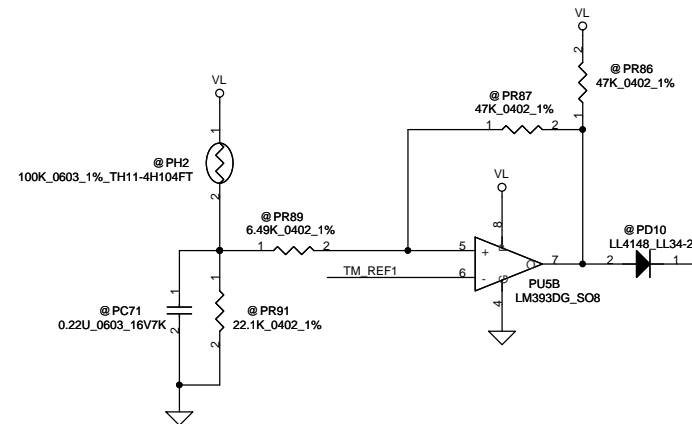 VL
2
@ PR86
47K_0402_1%
1
VL
@ PR87
47K_0402_1%
1
2
1
@ PH2
100K_0603_1%_TH11-4H104FT
2
VL
@ PR89
6.49K_0402_1%
1
2
8
5
+
P
@ PD10
LL4148_LL34-2
O
7
2
1
TM_REF1
6
-
G
PU5B
LM393DG_SO8
4
1
1
@ PC71
0.22U_0603_16V7K
@ PR91
22.1K_0402_1%
2
2